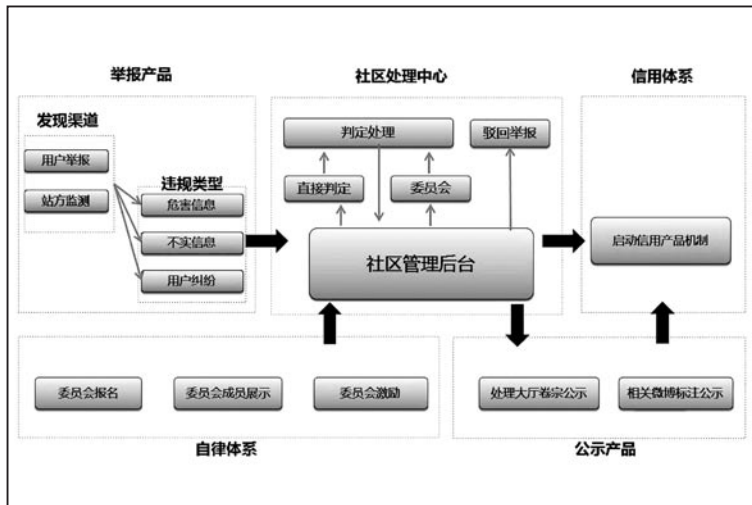 举报产品
社区处理中心
信用体系
发现渠道
用户举报
站方监测
违规类型
危害信息
不实信息
用户纠纷
判定处理
驳回举报
直接判定
委员会
社区管理后台
启动信用产品机制
委员会报名
委员会成员展示
委员会激励
自律体系
处理大厅卷宗公示
相关微博标注公示
公示产品